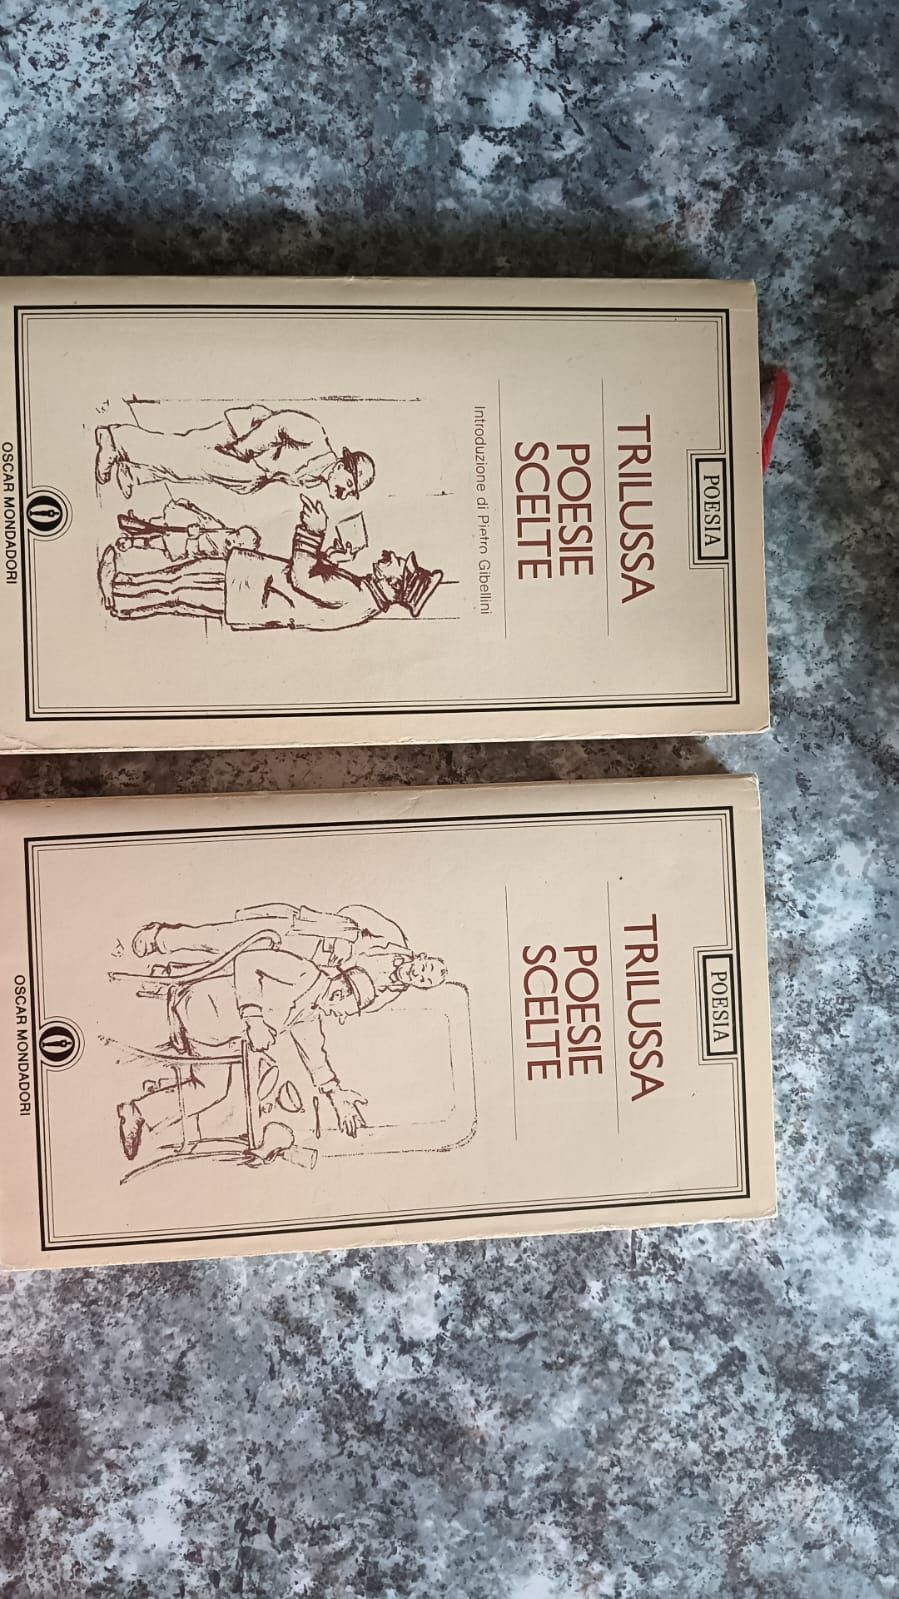 POESIA
TRILUSSA
POESIE
SCELTE
Introduzione di Pietro Gibellini
OSCAR MONDADORI
POESIA
TRILUSSA
POESIE
SCELTE
OSCAR MONDADORI